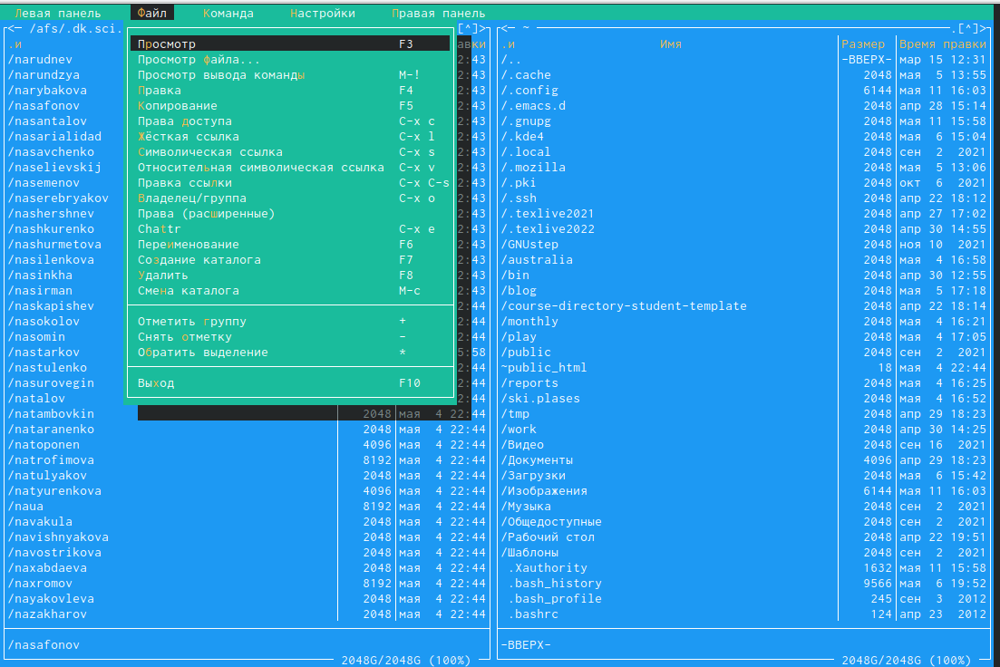 Левая панель Файл Команда Настройки Правая панель
<— /afs/.dk.sci. [^]>
.и авки
/narudnev 2:43
/narundzya 2:43
/narybakova 2:43
/nasafonov 2:43
/nasantalov 2:43
/nasarialidad 2:43
/nasavchenko 2:43
/naselievskij 2:43
/nasemenov 2:43
/naserebryakov 2:43
/nashershnev 2:43
/nashkurenko 2:43
/nashurmetova 2:43
/nasilenkova 2:43
/nasinkha 2:43
/nasirman 2:43
/naskapishev 2:44
/nasokolov 2:44
/nasomin 2:44
/nastarkov 5:58
/nastulenko 2:44
/nasurovegin 2:44
/natalov
/natambovkin 2048 мая 4 22:44
/nataranenko 2048 мая 4 22:44
/natoponen 4096 мая 4 22:44
/natrofimova 8192 мая 4 22:44
/natulyakov 2048 мая 4 22:44
/natyurenkova 4096 мая 4 22:44
/naua 8192 мая 4 22:44
/navakula 2048 мая 4 22:44
/navishnyakova 2048 мая 4 22:44
/navostrikova 2048 мая 4 22:44
/naxabdaeva 2048 мая 4 22:44
/naxromov 8192 мая 4 22:44
/nayakovleva 2048 мая 4 22:44
/nazakharov 2048 мая 4 22:44
/nasafonov
2048G/2048G (100%)
Просмотр F3
Просмотр файла...
Просмотр вывода команды M-!
Правка F4
Копирование F5
Права доступа C-x c
Жёсткая ссылка C-x l
Символическая ссылка C-x s
Относительная символическая ссылка C-x v
Правка ссылки C-x C-s
Владелец/группа C-x o
Права (расширенные)
Chattr C-x e
Переименование F6
Создание каталога F7
Удалить F8
Смена каталога M-c
Отметить группу +
Снять отметку -
Обратить выделение *
Выход F10
<— ~ .[^]>
.и Имя Размер Время правки
/.. -ВВЕРХ- мар 15 12:31
/.cache 2048 мая 5 13:55
/.config 6144 мая 11 16:03
/.emacs.d 2048 апр 28 15:14
/.gnupg 2048 мая 11 15:58
/.kde4 2048 мая 6 15:04
/.local 2048 сен 2 2021
/.mozilla 2048 мая 5 13:06
/.pki 2048 окт 6 2021
/.ssh 2048 апр 22 18:12
/.texlive2021 2048 апр 27 17:02
/.texlive2022 2048 апр 30 14:55
/GNUstep 2048 ноя 10 2021
/australia 2048 мая 4 16:58
/bin 2048 апр 30 12:55
/blog 2048 мая 5 17:18
/course-directory-student-template 2048 апр 22 18:14
/monthly 2048 мая 4 16:21
/play 2048 мая 4 17:05
/public 2048 сен 2 2021
~public_html 18 мая 4 22:44
/reports 2048 мая 4 16:25
/ski.plases 2048 мая 4 16:52
/tmp 2048 апр 29 18:23
/work 2048 апр 30 14:25
/Видео 2048 сен 16 2021
/Документы 4096 апр 29 18:23
/Загрузки 2048 мая 6 15:42
/Изображения 6144 мая 11 16:03
/Музыка 2048 сен 2 2021
/Общедоступные 2048 сен 2 2021
/Рабочий стол 2048 апр 22 19:51
/Шаблоны 2048 сен 2 2021
.Xauthority 1632 мая 11 15:58
.bash_history 9566 мая 6 19:52
.bash_profile 245 сен 3 2012
.bashrc 124 апр 23 2012
-ВВЕРХ-
2048G/2048G (100%)